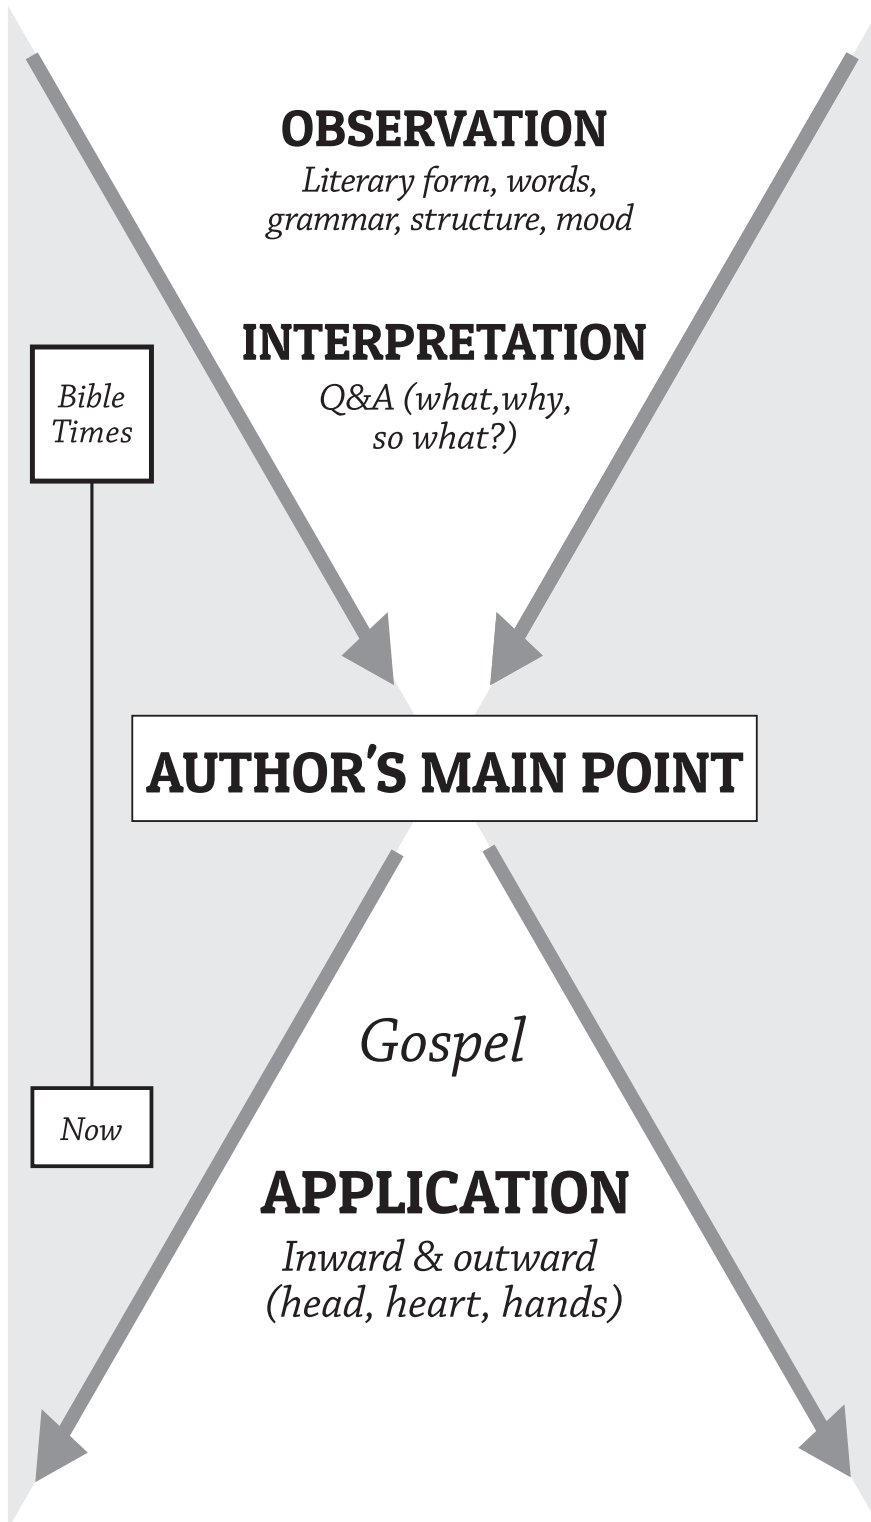 OBSERVATION
Literary form, words,
grammar, structure, mood
INTERPRETATION
Q&A (what,why,
so what?)
Bible
Times
AUTHOR'S MAIN POINT
Gospel
Now
APPLICATION
Inward & outward
(head, heart, hands)